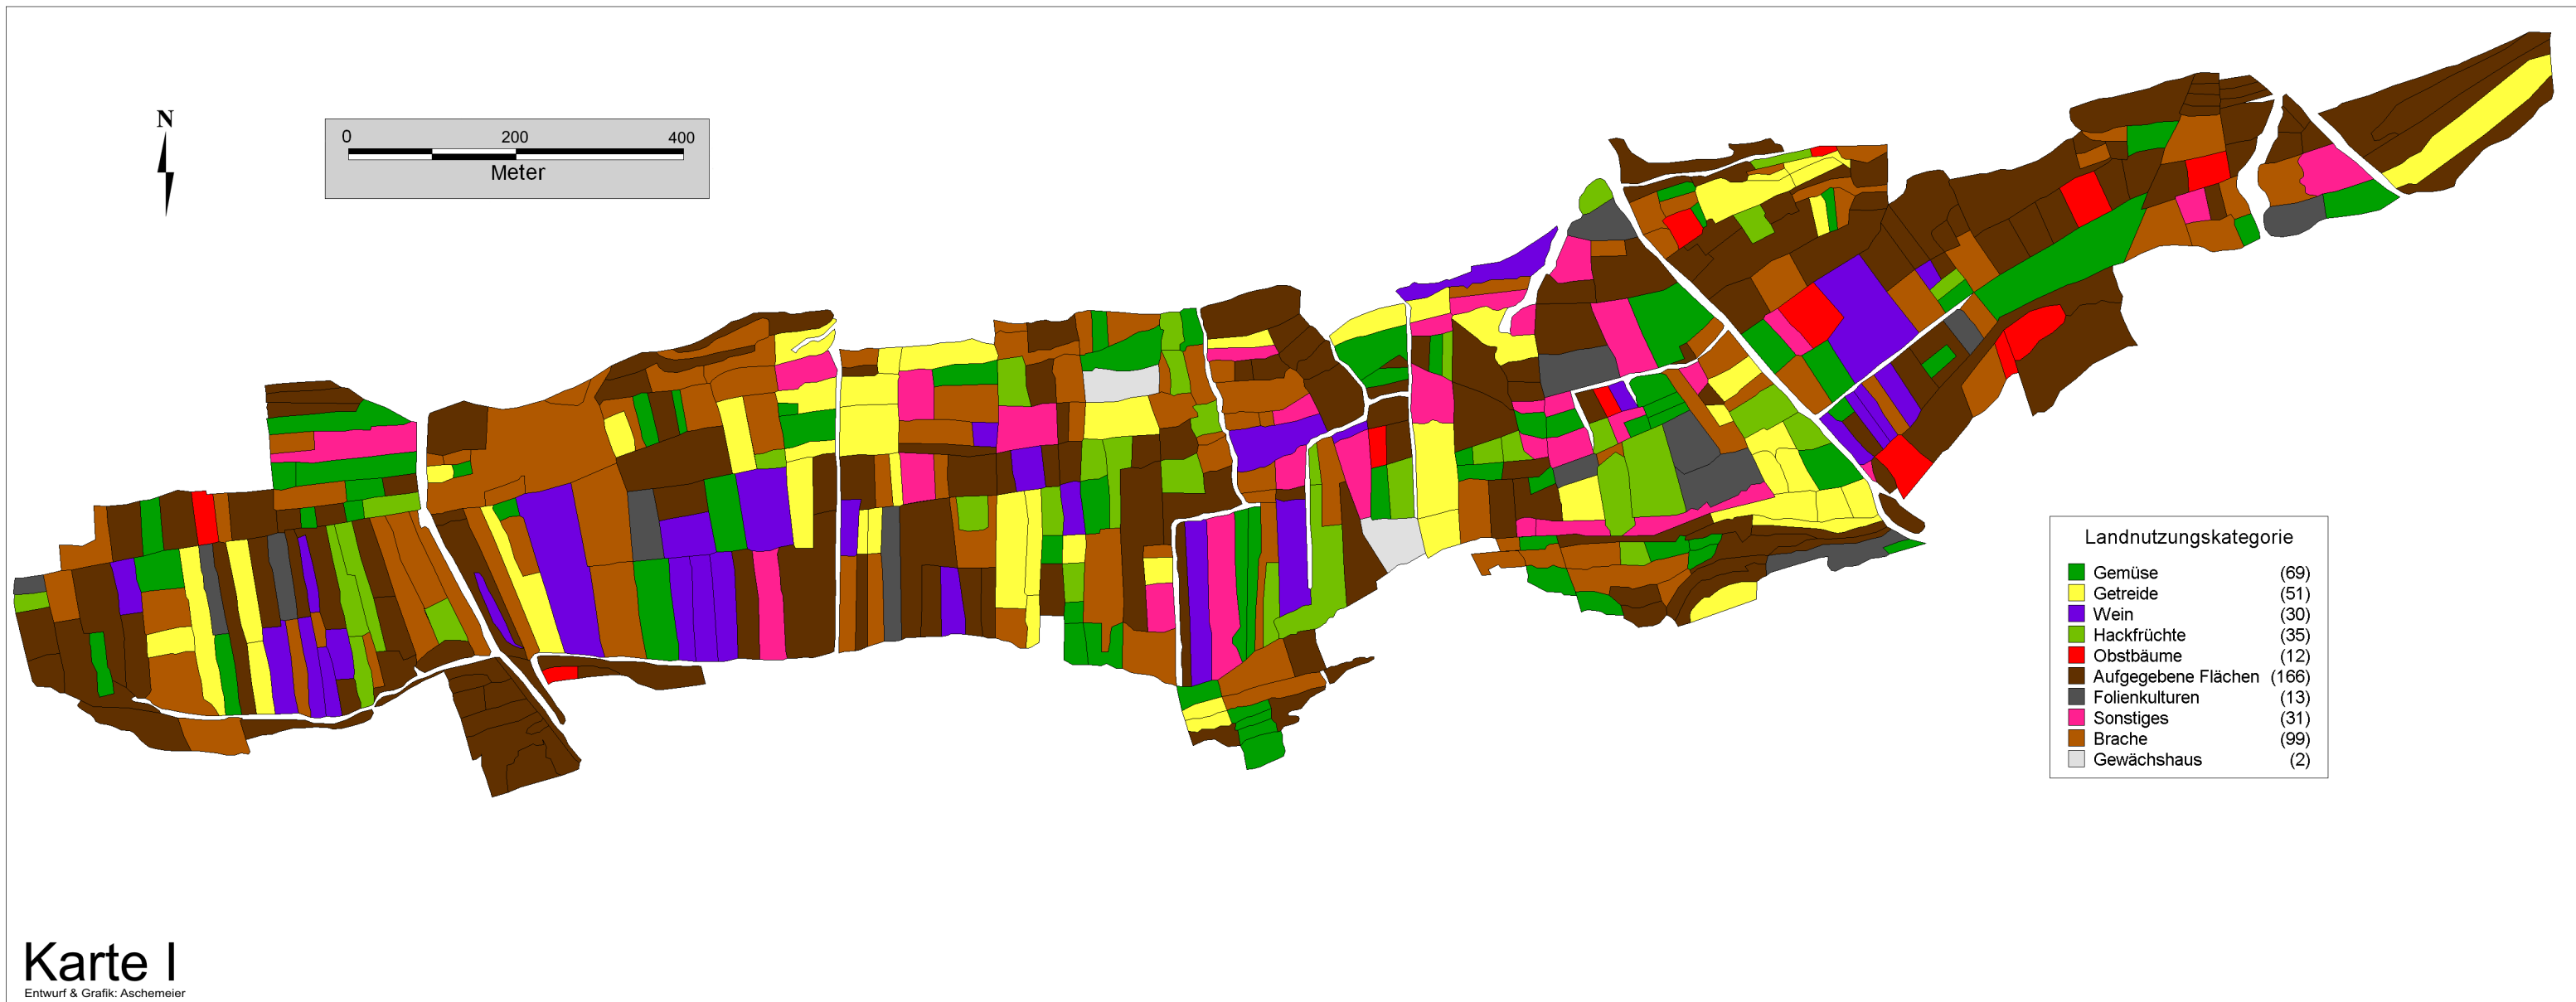 N
0 200 400
Meter
Landnutzungskategorie
Gemüse (69)
Getreide (51)
Wein (30)
Hackfrüchte (35)
Obstbäume (12)
Aufgegebene Flächen (166)
Folienkulturen (13)
Sonstiges (31)
Brache (99)
Gewächshaus (2)
Karte I
Entwurf & Grafik: Aschemeier